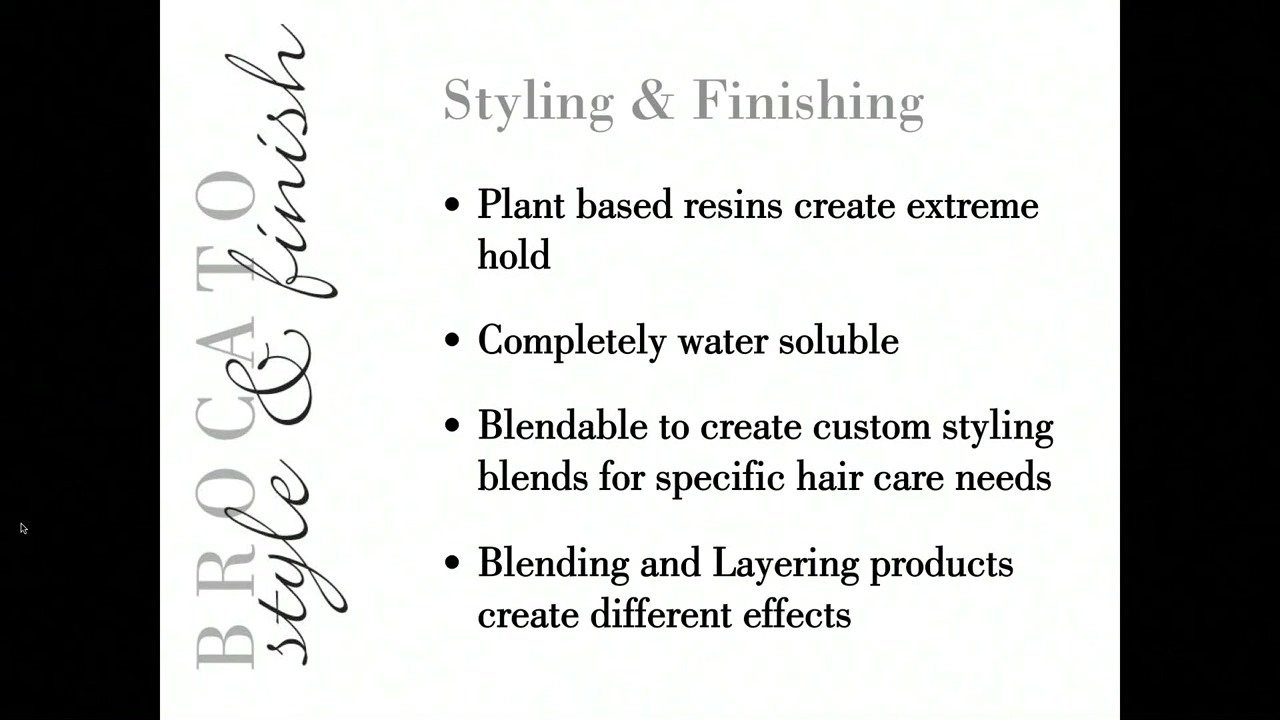 BROCATO
style & finish
Styling & Finishing
• Plant based resins create extreme
hold
• Completely water soluble
• Blendable to create custom styling
blends for specific hair care needs
• Blending and Layering products
create different effects